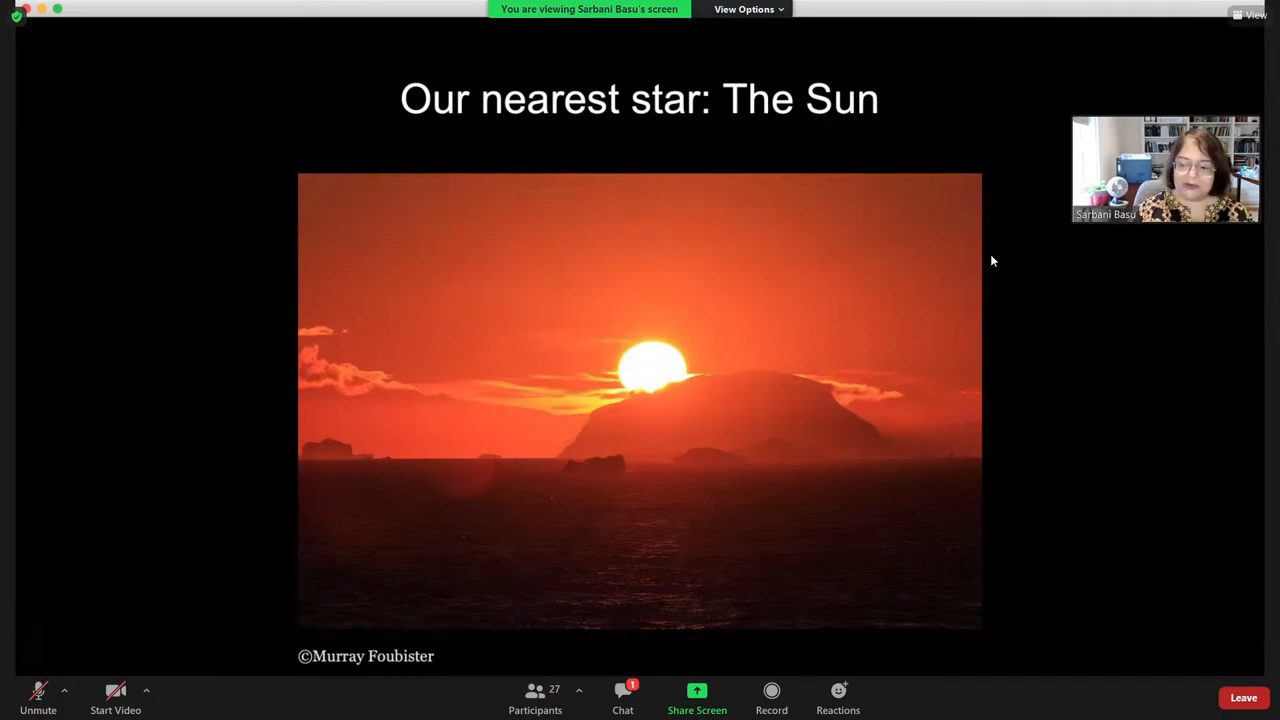 You are viewing Sarbani Basu's screen
View Options
View
Our nearest star: The Sun
Sarbani Basu
©Murray Foubister
27
1
Unmute
Start Video
Participants
Chat
Share Screen
Record
Reactions
Leave